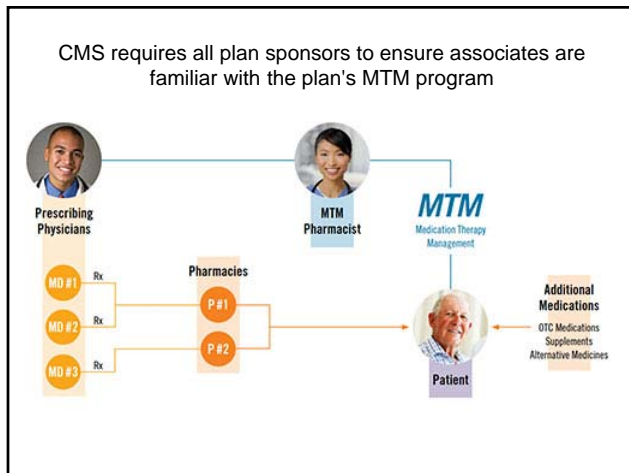 CMS requires all plan sponsors to ensure associates are
familiar with the plan's MTM program
Prescribing
Physicians
MTM
Pharmacist
MTM
Medication Therapy
Management
Pharmacies
MD #1
Rx
MD #2
Rx
MD #3
Rx
P #1
P #2
Additional
Medications
OTC Medications
Supplements
Alternative Medicines
Patient